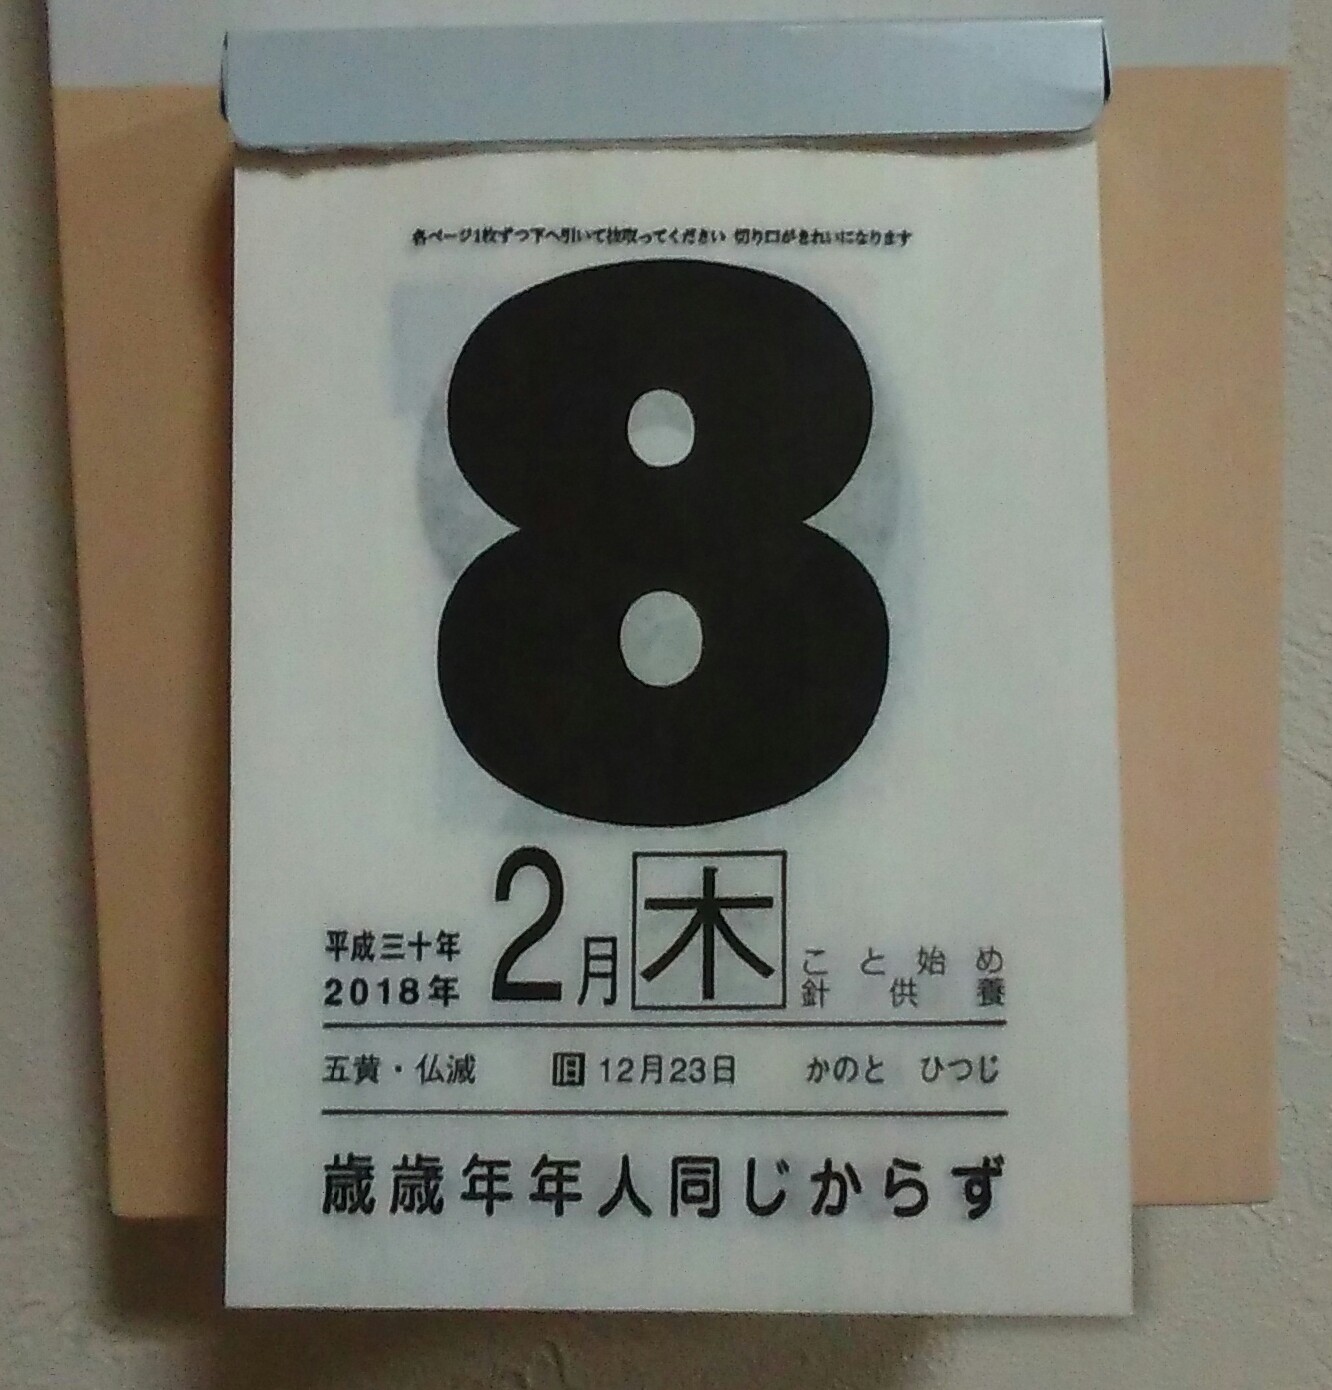 各ページ1枚ずつ下へ引いて抜取ってください 切り口がきれいになります
8
平成三十年
2018年
2月 木
こと始め
針供養
五黄・仏滅 旧 12月23日 かのと ひつじ
歳歳年年人同じからず